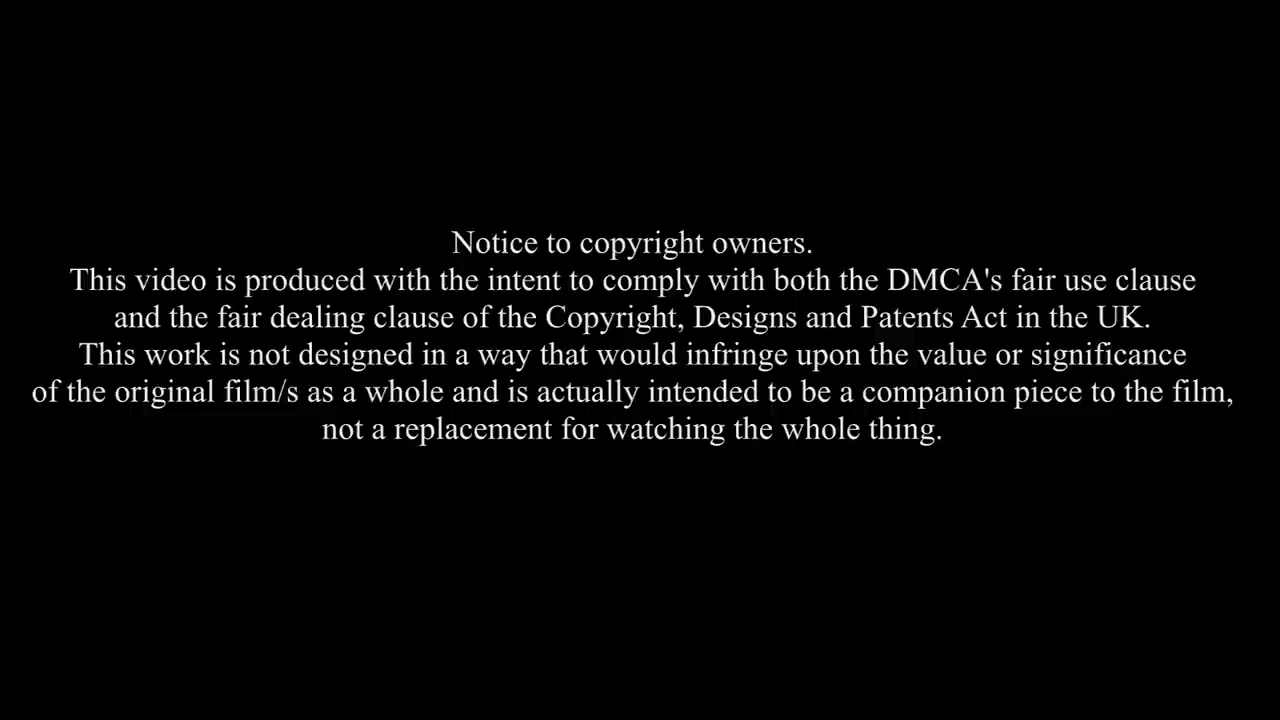 Notice to copyright owners.
This video is produced with the intent to comply with both the DMCA's fair use clause
and the fair dealing clause of the Copyright, Designs and Patents Act in the UK.
This work is not designed in a way that would infringe upon the value or significance
of the original film/s as a whole and is actually intended to be a companion piece to the film,
not a replacement for watching the whole thing.